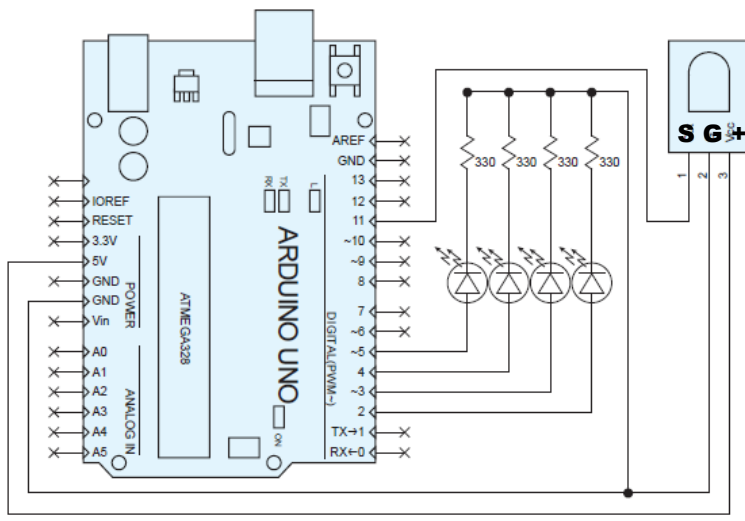 AREF
GND
13
12
11
~10
~9
8
7
~6
~5
4
~3
2
TX→1
RX←0
IOREF
RESET
3.3V
5V
GND
GND
Vin
A0
A1
A2
A3
A4
A5
POWER
ANALOG IN
ATMEGA328
RX
TX
L
ARDUINO UNO
DIGITAL(PWM~)
ON
330
330
330
330
S G +
Vcc
1
2
3